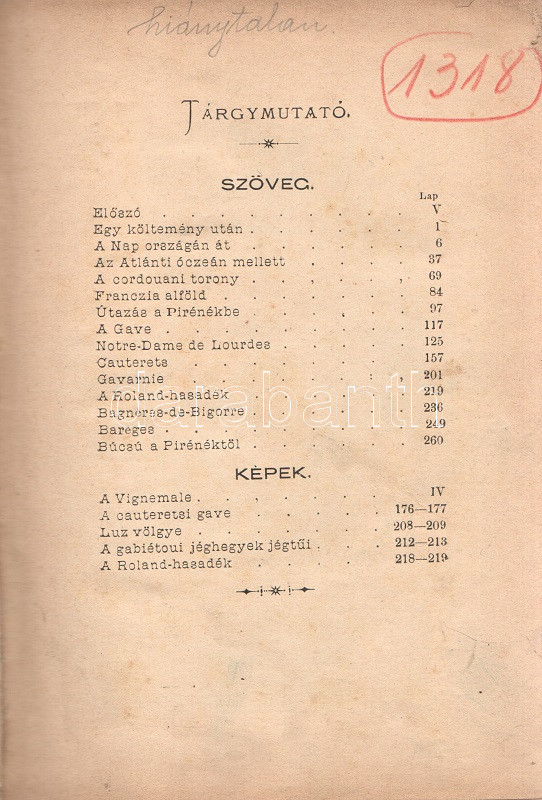 hiánytalan.
1318
TÁRGYMUTATÓ.
SZÖVEG.
Lap
Előszó . . . . . . . . . V
Egy költemény után . . . . . . 1
A Nap országán át . . . . . . 6
Az Atlánti óczeán mellett . . . . 37
A cordouani torony . . . . . . 69
Franczia alföld . . . . . . . 84
Útazás a Pirénékbe . . . . . . 97
A Gave . . . . . . . . . 117
Notre-Dame de Lourdes . . . . . 125
Cauterets . . . . . . . . 157
Gavarnie . . . . . . . . 201
A Roland-hasadék . . . . . . 219
Bagnères-de-Bigorre . . . . . . 236
Bareges . . . . . . . . . 249
Búcsú a Pirénéktől . . . . . . 260
KÉPEK.
A Vignemale . . . . . . . IV
A cauteretsi gave . . . . . 176—177
Luz völgye . . . . . . . 208—209
A gabiétoui jéghegyek jégtűi . . . 212—213
A Roland-hasadék . . . . . 218—219
darabanth